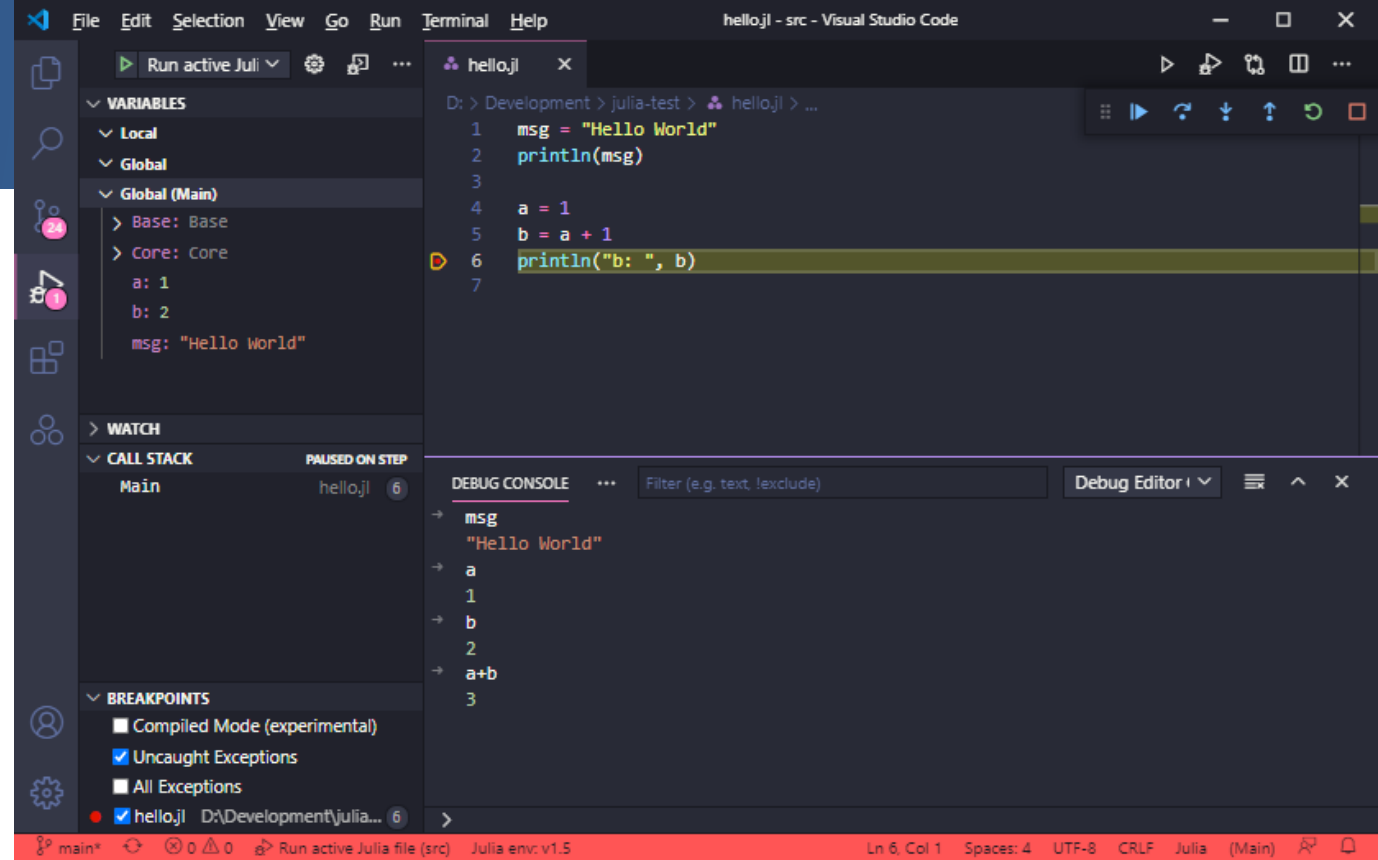 File Edit Selection View Go Run Terminal Help hello.jl - src - Visual Studio Code
Run active Juli
hello.jl
VARIABLES
Local
Global
Global (Main)
Base: Base
Core: Core
a: 1
b: 2
msg: "Hello World"
24
1
WATCH
CALL STACK PAUSED ON STEP
Main hello.jl 6
BREAKPOINTS
Compiled Mode (experimental)
Uncaught Exceptions
All Exceptions
hello.jl D:\Development\julia... 6
D: > Development > julia-test > hello.jl > ...
1 msg = "Hello World"
2 println(msg)
3
4 a = 1
5 b = a + 1
6 println("b: ", b)
7
DEBUG CONSOLE Filter (e.g. text, !exclude) Debug Editor
msg
"Hello World"
a
1
b
2
a+b
3
main* 0 0 Run active Julia file (src) Julia env: v1.5 Ln 6, Col 1 Spaces: 4 UTF-8 CRLF Julia (Main)